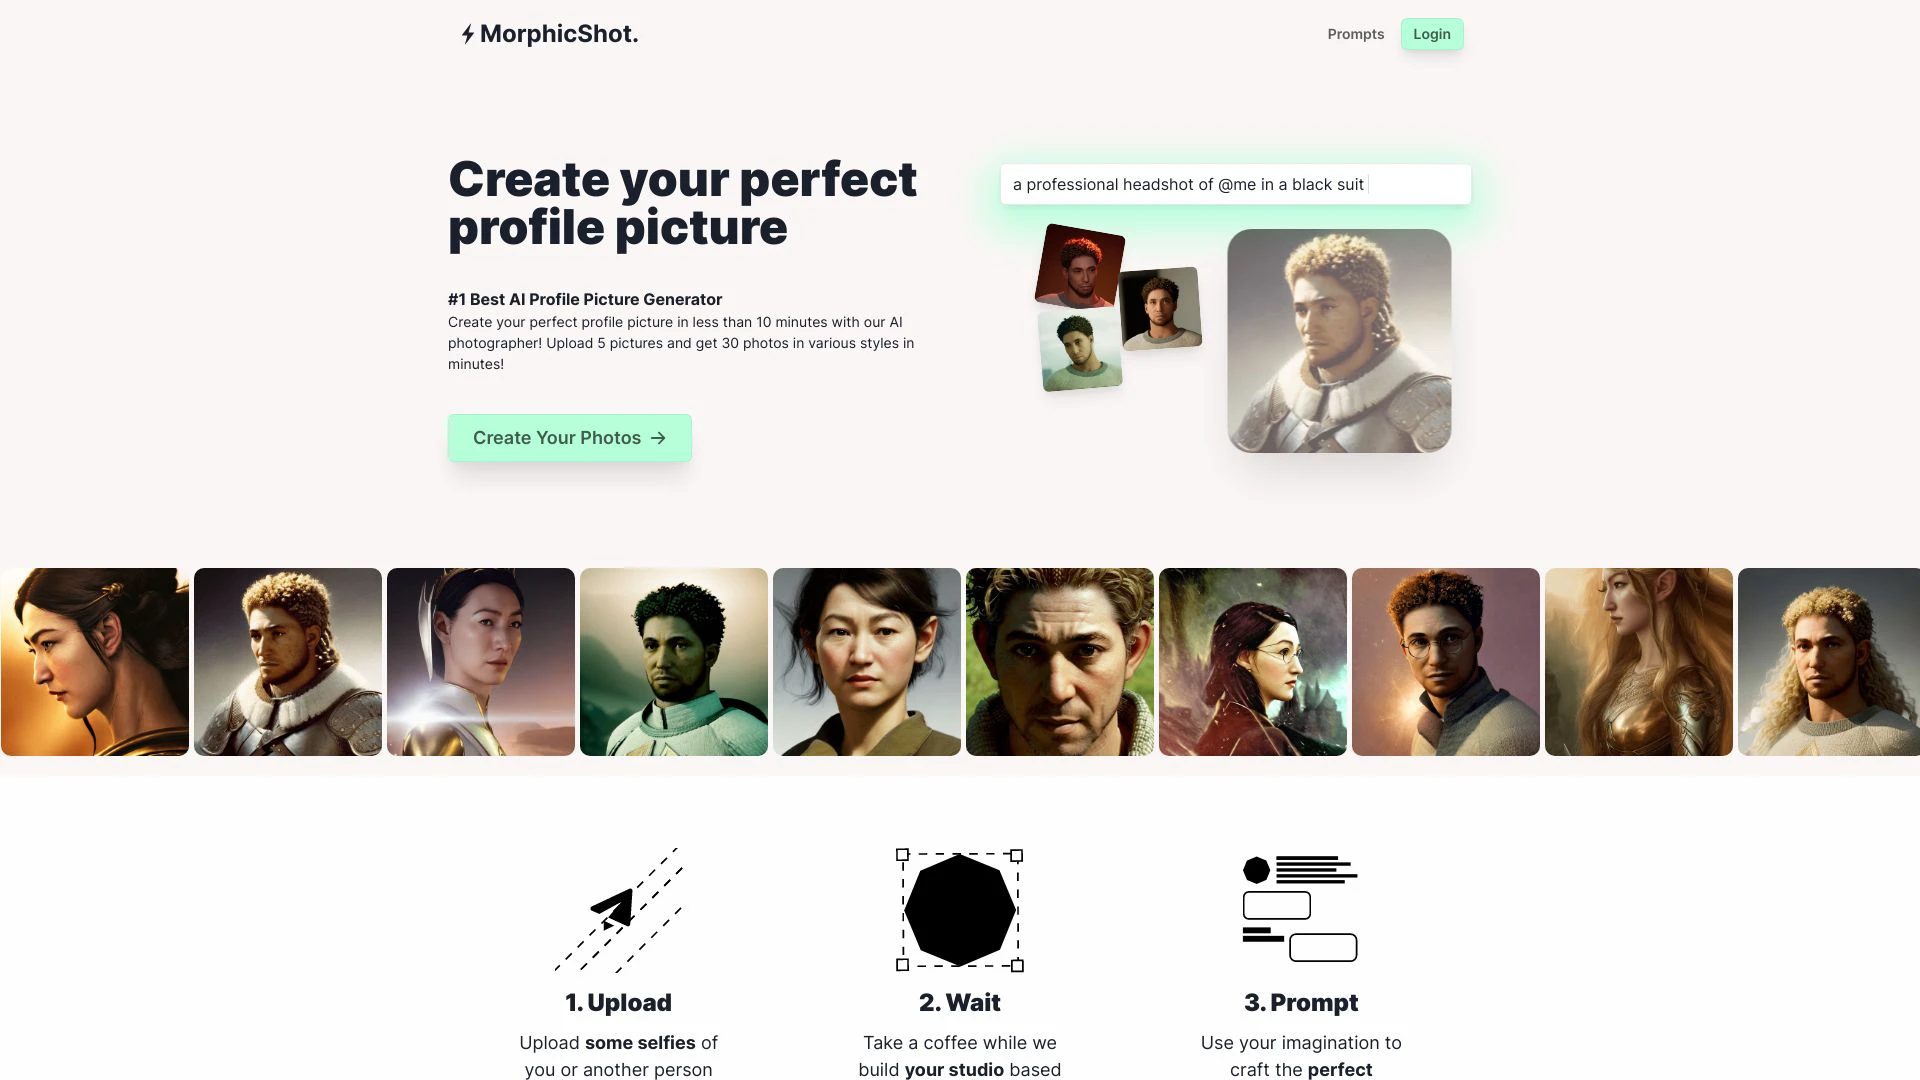 MorphicShot.
Prompts
Login
Create your perfect
profile picture
#1 Best AI Profile Picture Generator
Create your perfect profile picture in less than 10 minutes with our AI
photographer! Upload 5 pictures and get 30 photos in various styles in
minutes!
Create Your Photos →
a professional headshot of @me in a black suit
1. Upload
Upload some selfies of
you or another person
2. Wait
Take a coffee while we
build your studio based
3. Prompt
Use your imagination to
craft the perfect